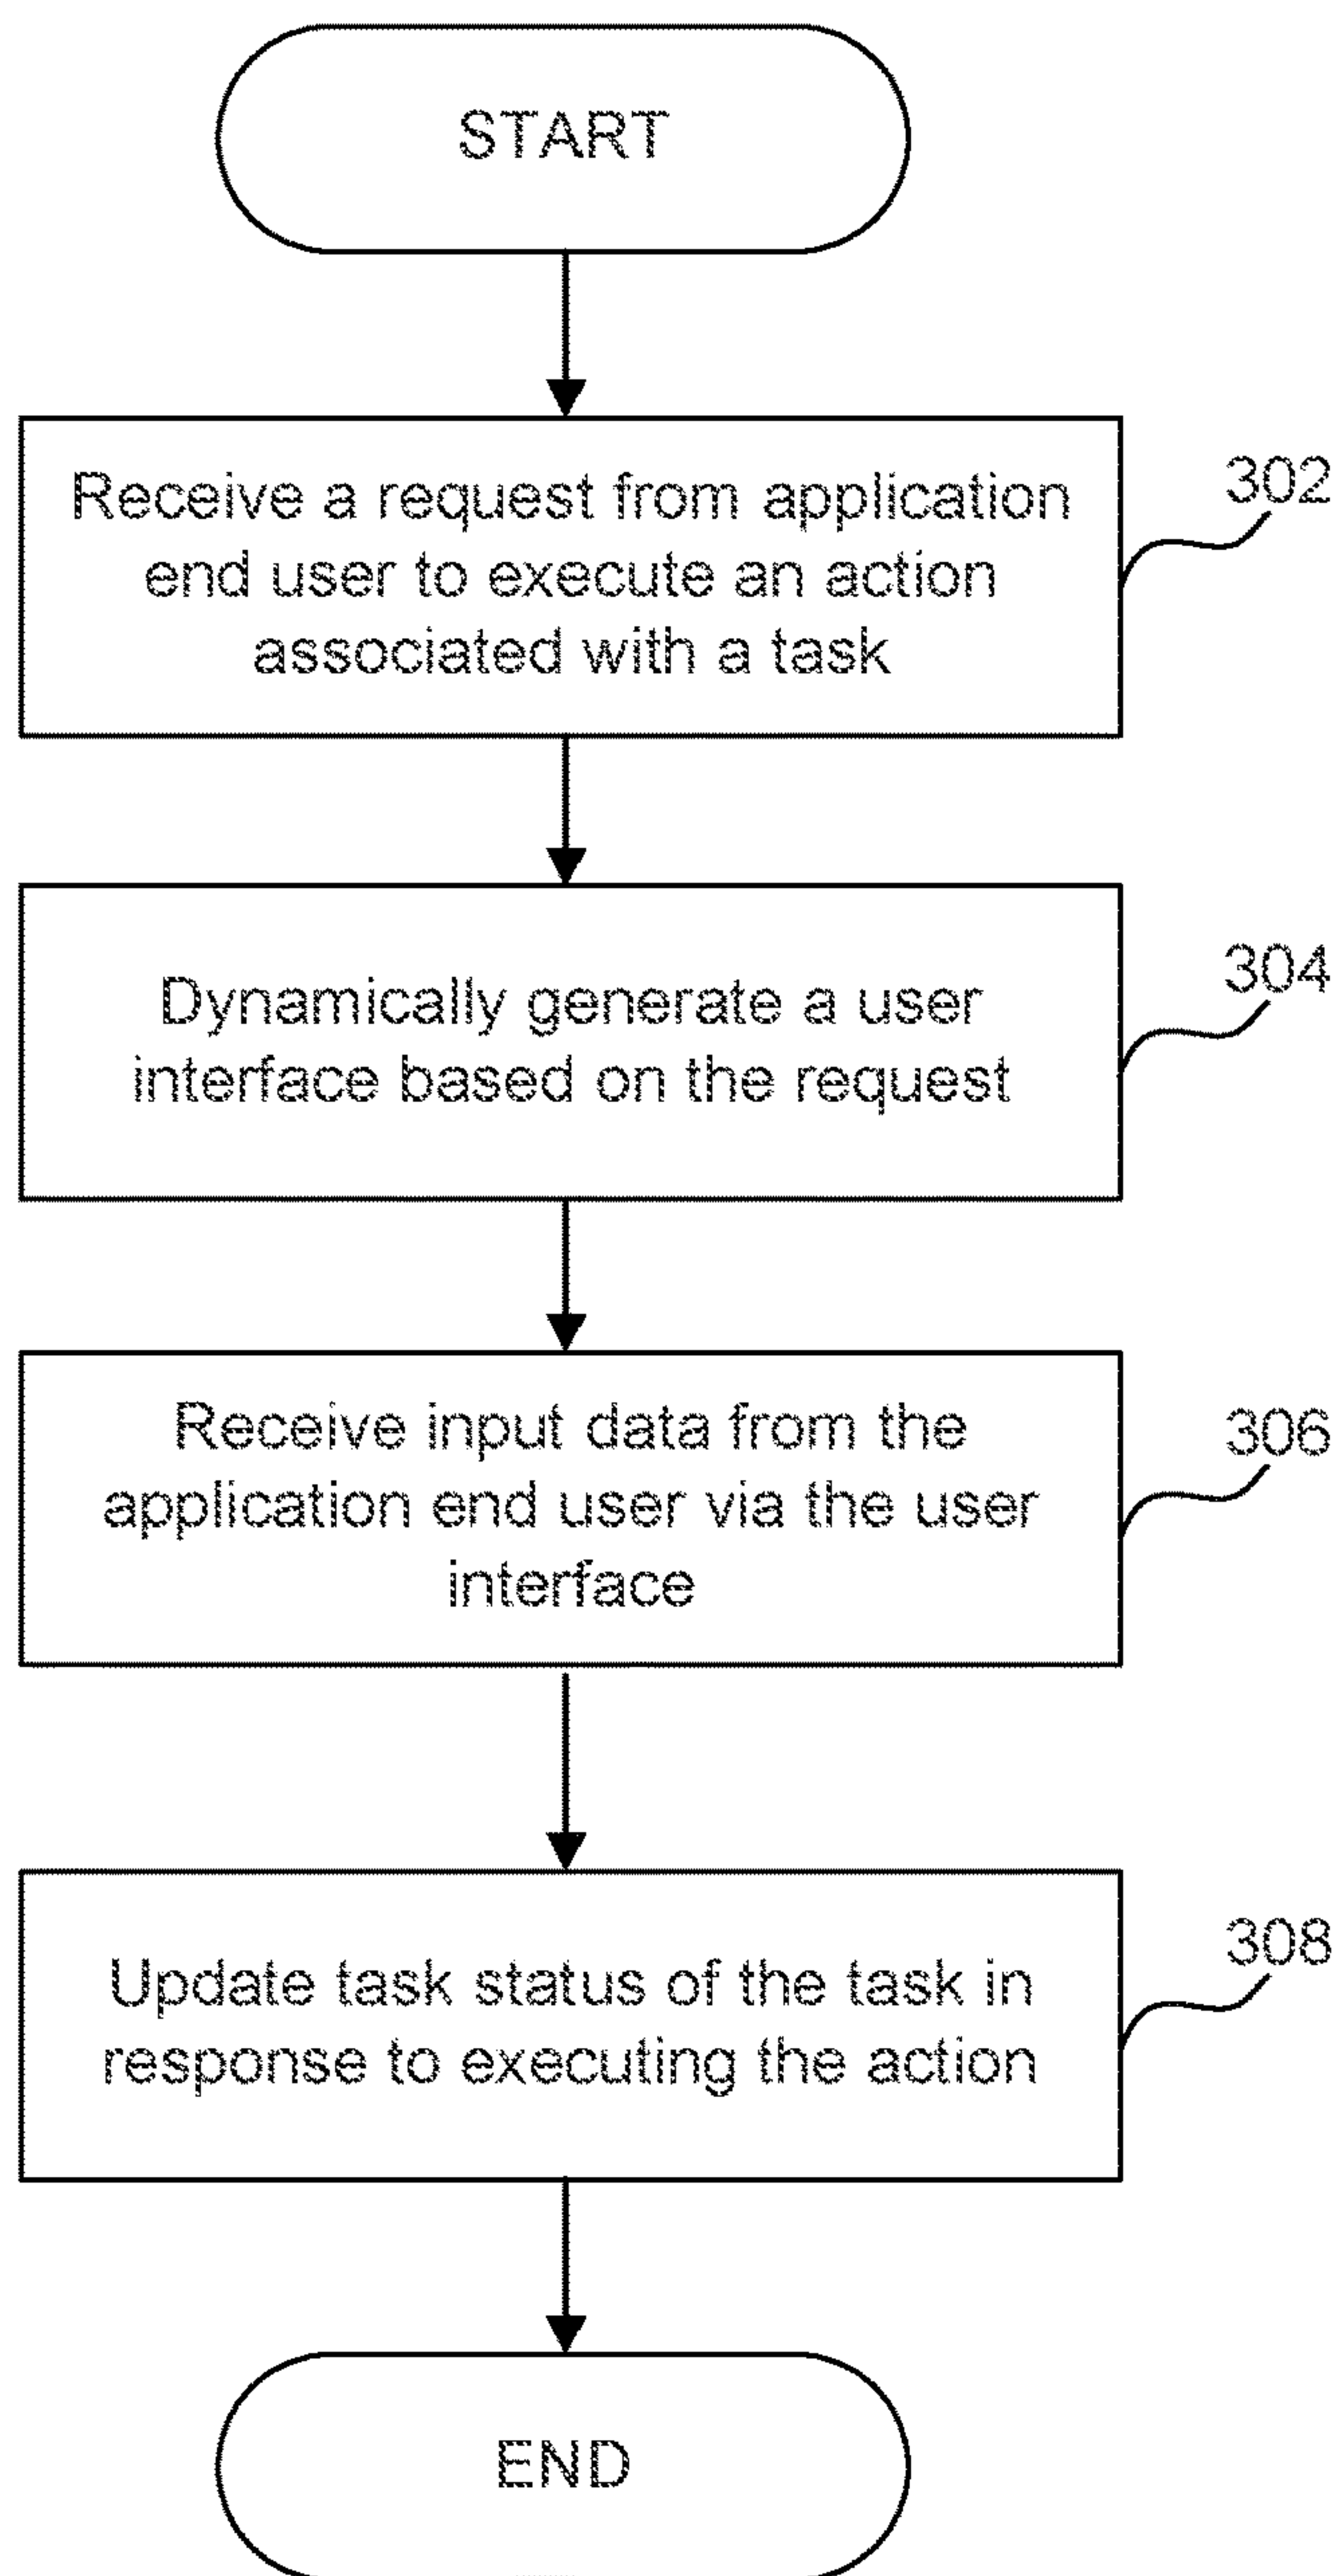 START
Receive a request from application
end user to execute an action
associated with a task
302
Dynamically generate a user
interface based on the request
304
Receive input data from the
application end user via the user
interface
306
Update task status of the task in
response to executing the action
308
END